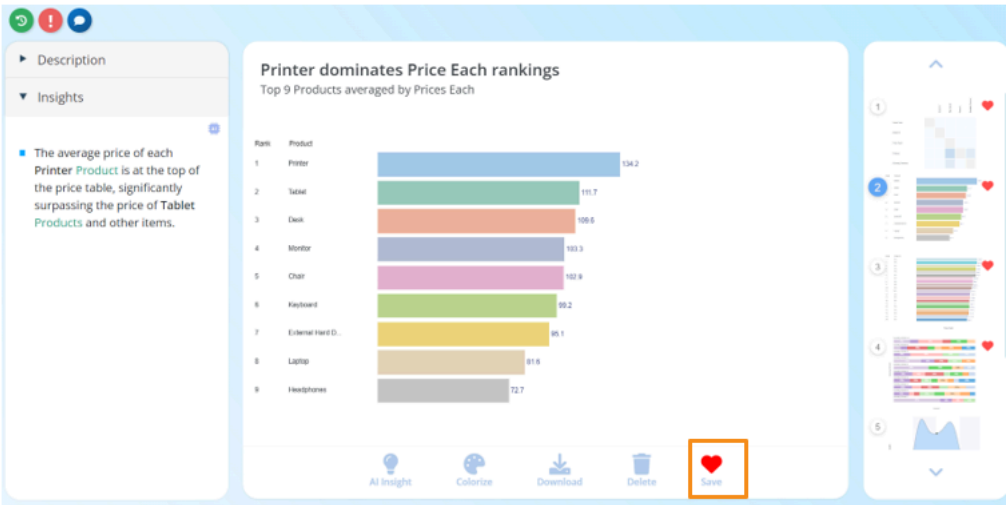 Description
Insights
The average price of each
Printer Product is at the top of
the price table, significantly
surpassing the price of Tablet
Products and other items.
Printer dominates Price Each rankings
Top 9 Products averaged by Prices Each
Rank Product
1 Printer 134.2
2 Tablet 111.7
3 Desk 109.6
4 Monitor 103.3
5 Chair 102.9
6 Keyboard 99.2
7 External Hard D... 95.1
8 Laptop 81.6
9 Headphones 72.7
AI Insight Colorize Download Delete Save
1
2
3
4
5